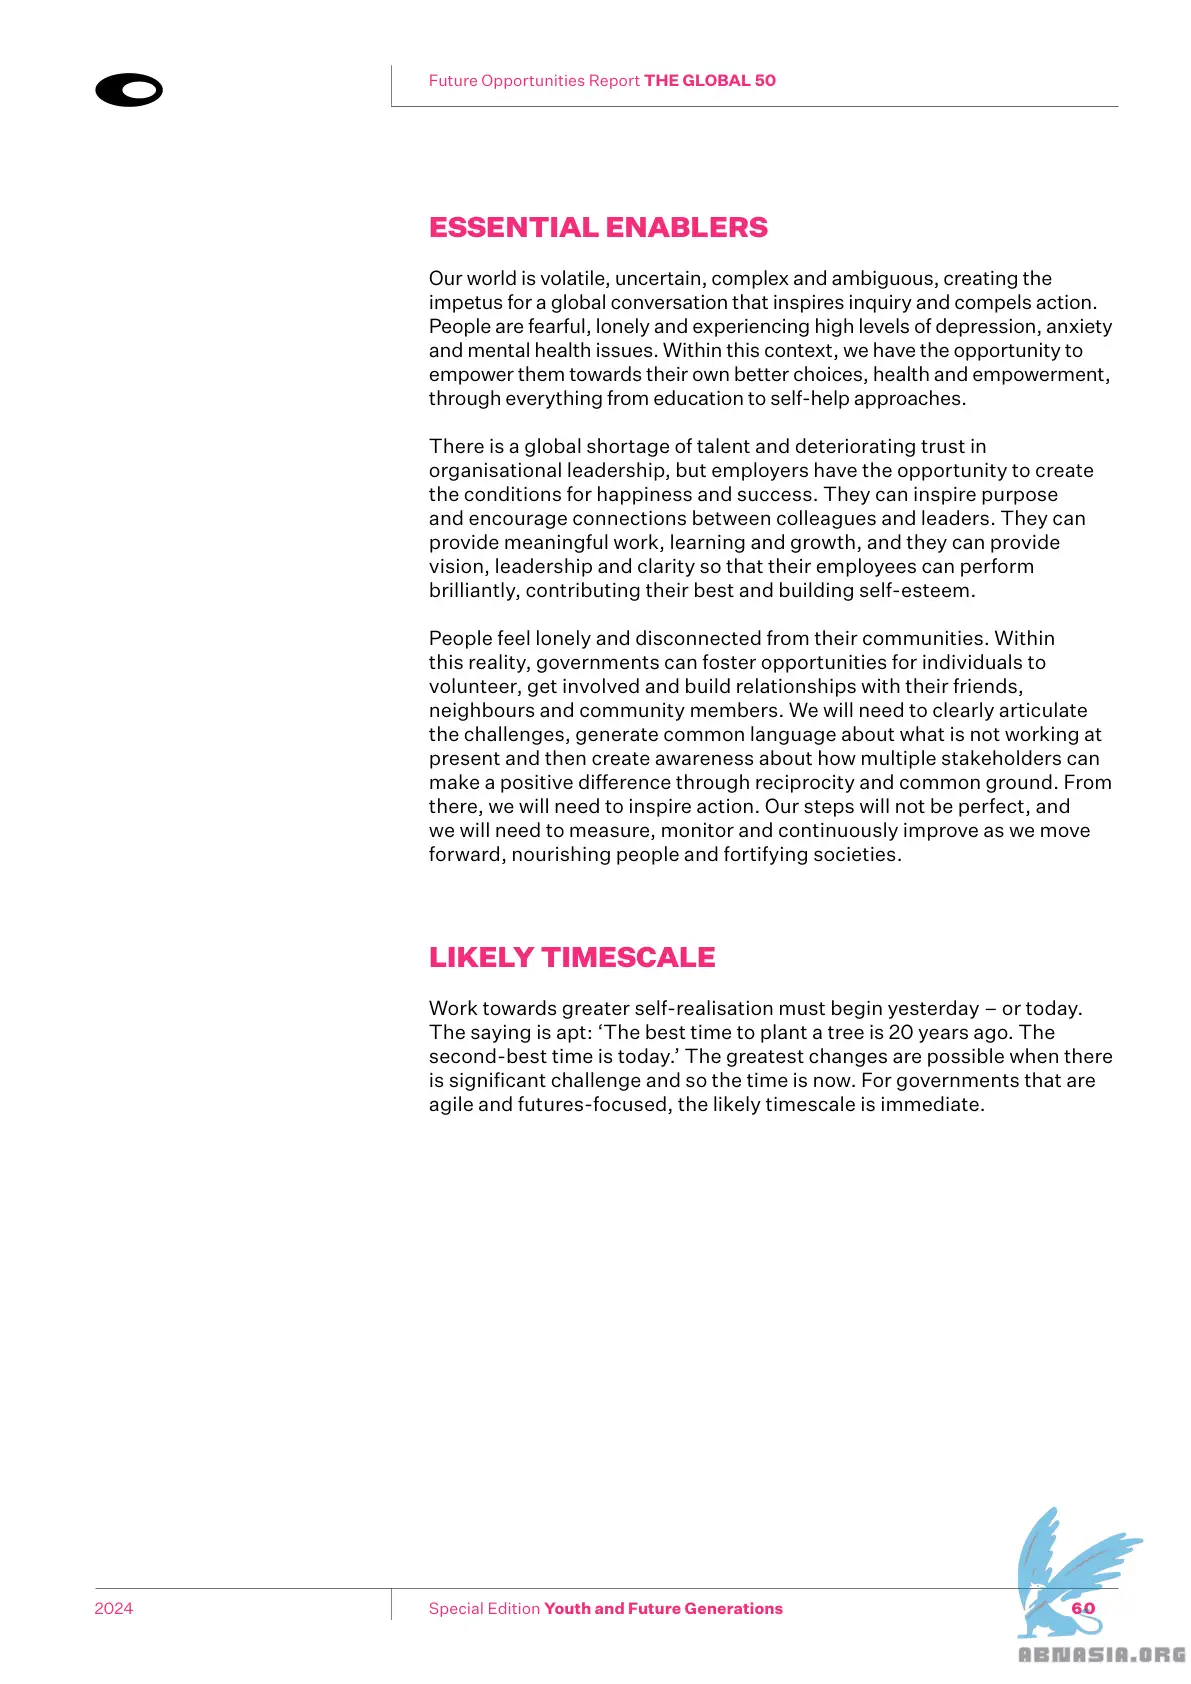 Future Opportunities Report THE GLOBAL 50
ESSENTIAL ENABLERS
Our world is volatile, uncertain, complex and ambiguous, creating the
impetus for a global conversation that inspires inquiry and compels action.
People are fearful, lonely and experiencing high levels of depression, anxiety
and mental health issues. Within this context, we have the opportunity to
empower them towards their own better choices, health and empowerment,
through everything from education to self-help approaches.
There is a global shortage of talent and deteriorating trust in
organisational leadership, but employers have the opportunity to create
the conditions for happiness and success. They can inspire purpose
and encourage connections between colleagues and leaders. They can
provide meaningful work, learning and growth, and they can provide
vision, leadership and clarity so that their employees can perform
brilliantly, contributing their best and building self-esteem.
People feel lonely and disconnected from their communities. Within
this reality, governments can foster opportunities for individuals to
volunteer, get involved and build relationships with their friends,
neighbours and community members. We will need to clearly articulate
the challenges, generate common language about what is not working at
present and then create awareness about how multiple stakeholders can
make a positive difference through reciprocity and common ground. From
there, we will need to inspire action. Our steps will not be perfect, and
we will need to measure, monitor and continuously improve as we move
forward, nourishing people and fortifying societies.
LIKELY TIMESCALE
Work towards greater self-realisation must begin yesterday – or today.
The saying is apt: ‘The best time to plant a tree is 20 years ago. The
second-best time is today.’ The greatest changes are possible when there
is significant challenge and so the time is now. For governments that are
agile and futures-focused, the likely timescale is immediate.
2024
Special Edition Youth and Future Generations
60
ABNASIA.ORG